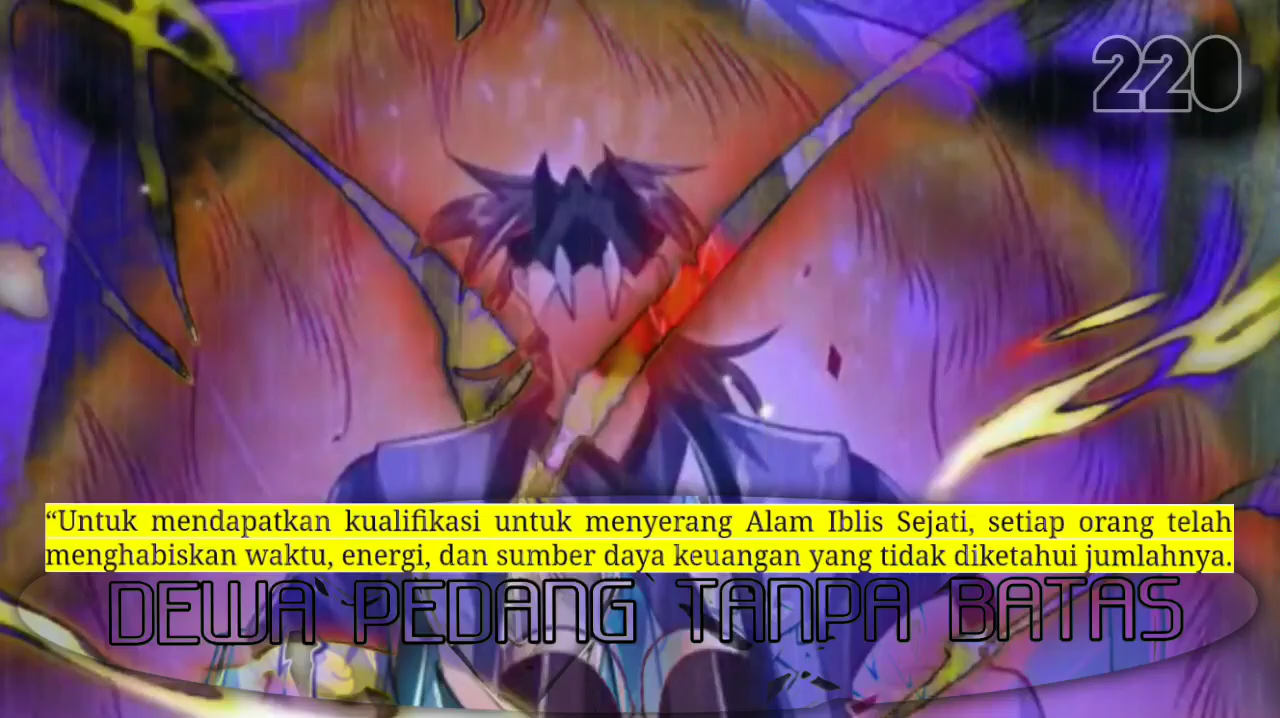 220
“Untuk mendapatkan kualifikasi untuk menyerang Alam Iblis Sejati, setiap orang telah
menghabiskan waktu, energi, dan sumber daya keuangan yang tidak diketahui jumlahnya.
DEWA PEDANG TANPA BATAS